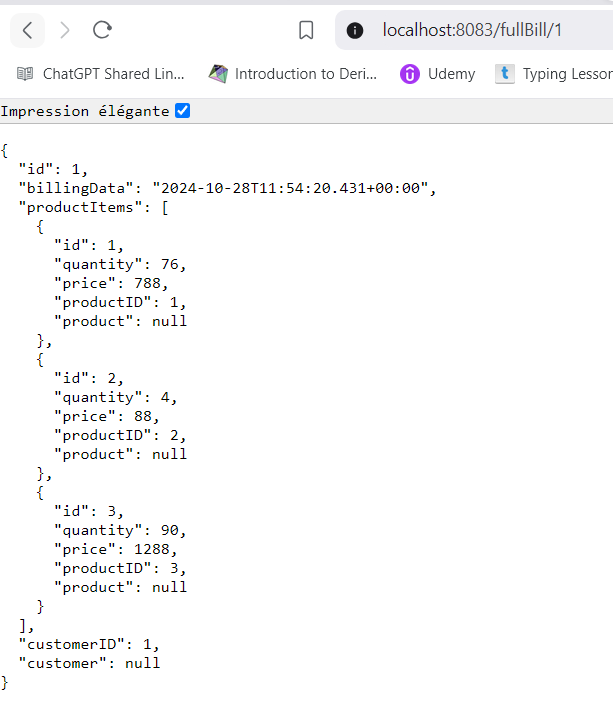 localhost:8083/fullBill/1
ChatGPT Shared Lin... Introduction to Deri... Udemy t Typing Lesson
Impression élégante
{
  "id": 1,
  "billingData": "2024-10-28T11:54:20.431+00:00",
  "productItems": [
    {
      "id": 1,
      "quantity": 76,
      "price": 788,
      "productID": 1,
      "product": null
    },
    {
      "id": 2,
      "quantity": 4,
      "price": 88,
      "productID": 2,
      "product": null
    },
    {
      "id": 3,
      "quantity": 90,
      "price": 1288,
      "productID": 3,
      "product": null
    }
  ],
  "customerID": 1,
  "customer": null
}